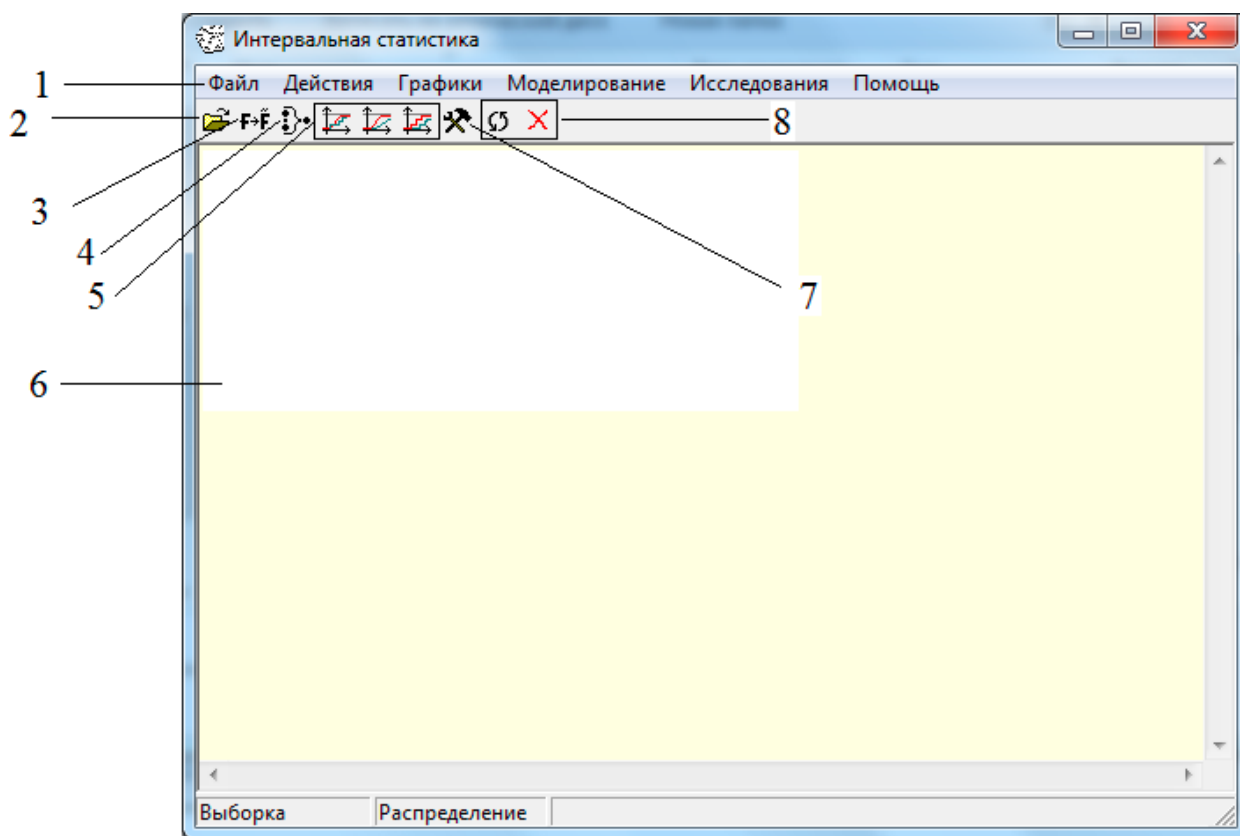 Интервальная статистика
1 Файл Действия Графики Моделирование Исследования Помощь
2 F→F̃ 8
3
4
5 7
6
Выборка Распределение